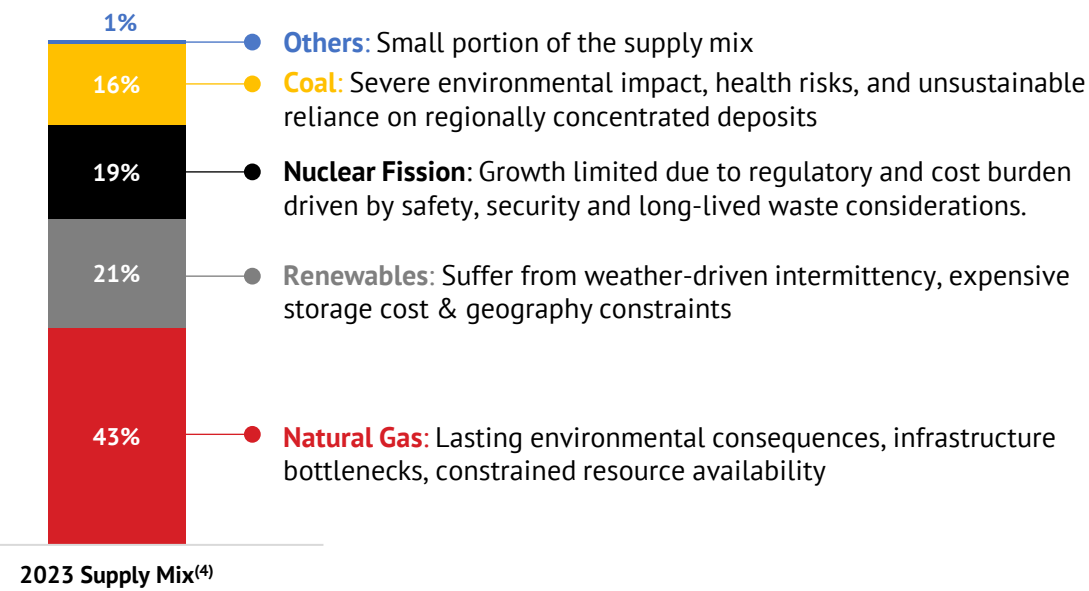 1%
Others: Small portion of the supply mix
16%
Coal: Severe environmental impact, health risks, and unsustainable
reliance on regionally concentrated deposits
19%
Nuclear Fission: Growth limited due to regulatory and cost burden
driven by safety, security and long-lived waste considerations.
21%
Renewables: Suffer from weather-driven intermittency, expensive
storage cost & geography constraints
43%
Natural Gas: Lasting environmental consequences, infrastructure
bottlenecks, constrained resource availability
2023 Supply Mix(4)